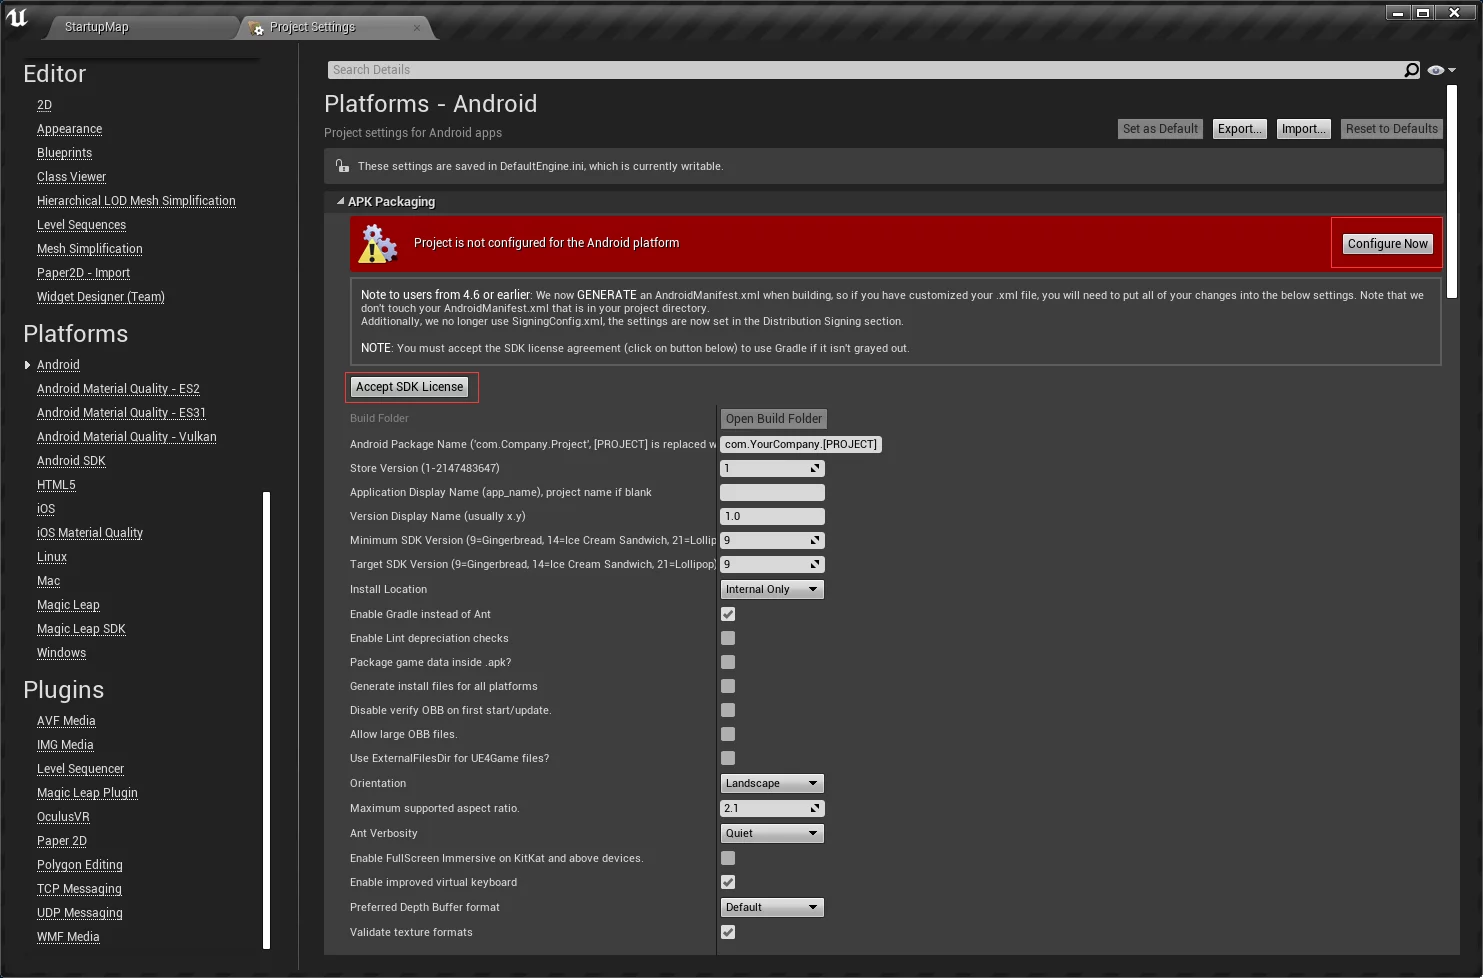 StartupMap
Project Settings
Editor
2D
Appearance
Blueprints
Class Viewer
Hierarchical LOD Mesh Simplification
Level Sequences
Mesh Simplification
Paper2D - Import
Widget Designer (Team)
Platforms
Android
Android Material Quality - ES2
Android Material Quality - ES31
Android Material Quality - Vulkan
Android SDK
HTML5
iOS
iOS Material Quality
Linux
Mac
Magic Leap
Magic Leap SDK
Windows
Plugins
AVF Media
IMG Media
Level Sequencer
Magic Leap Plugin
OculusVR
Paper 2D
Polygon Editing
TCP Messaging
UDP Messaging
WMF Media
Search Details
Platforms - Android
Project settings for Android apps
Set as Default
Export...
Import...
Reset to Defaults
These settings are saved in DefaultEngine.ini, which is currently writable.
APK Packaging
Project is not configured for the Android platform
Configure Now
Note to users from 4.6 or earlier: We now GENERATE an AndroidManifest.xml when building, so if you have customized your .xml file, you will need to put all of your changes into the below settings. Note that we
don't touch your AndroidManifest.xml that is in your project directory.
Additionally, we no longer use SigningConfig.xml, the settings are now set in the Distribution Signing section.
NOTE: You must accept the SDK license agreement (click on button below) to use Gradle if it isn't grayed out.
Accept SDK License
Build Folder
Open Build Folder
Android Package Name ('com.Company.Project', [PROJECT] is replaced w
com.YourCompany.[PROJECT]
Store Version (1-2147483647)
1
Application Display Name (app_name), project name if blank
Version Display Name (usually x.y)
1.0
Minimum SDK Version (9=Gingerbread, 14=Ice Cream Sandwich, 21=Lollip
9
Target SDK Version (9=Gingerbread, 14=Ice Cream Sandwich, 21=Lollipop)
9
Install Location
Internal Only
Enable Gradle instead of Ant
Enable Lint depreciation checks
Package game data inside .apk?
Generate install files for all platforms
Disable verify OBB on first start/update.
Allow large OBB files.
Use ExternalFilesDir for UE4Game files?
Orientation
Landscape
Maximum supported aspect ratio.
2.1
Ant Verbosity
Quiet
Enable FullScreen Immersive on KitKat and above devices.
Enable improved virtual keyboard
Preferred Depth Buffer format
Default
Validate texture formats